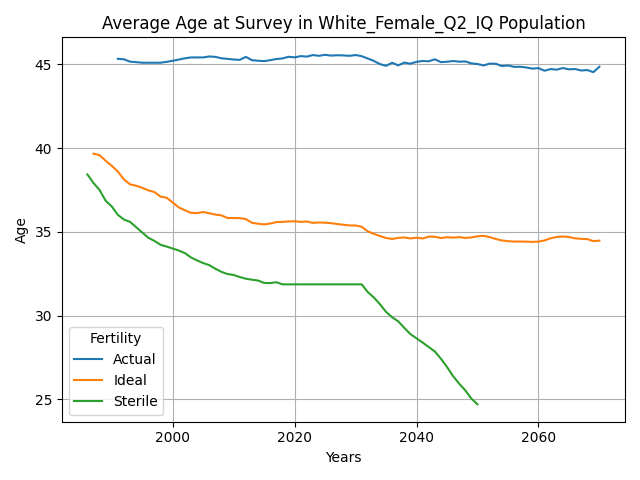 Average Age at Survey in White_Female_Q2_IQ Population
45
40
35
30
25
Age
Fertility
Actual
Ideal
Sterile
2000 2020 2040 2060
Years